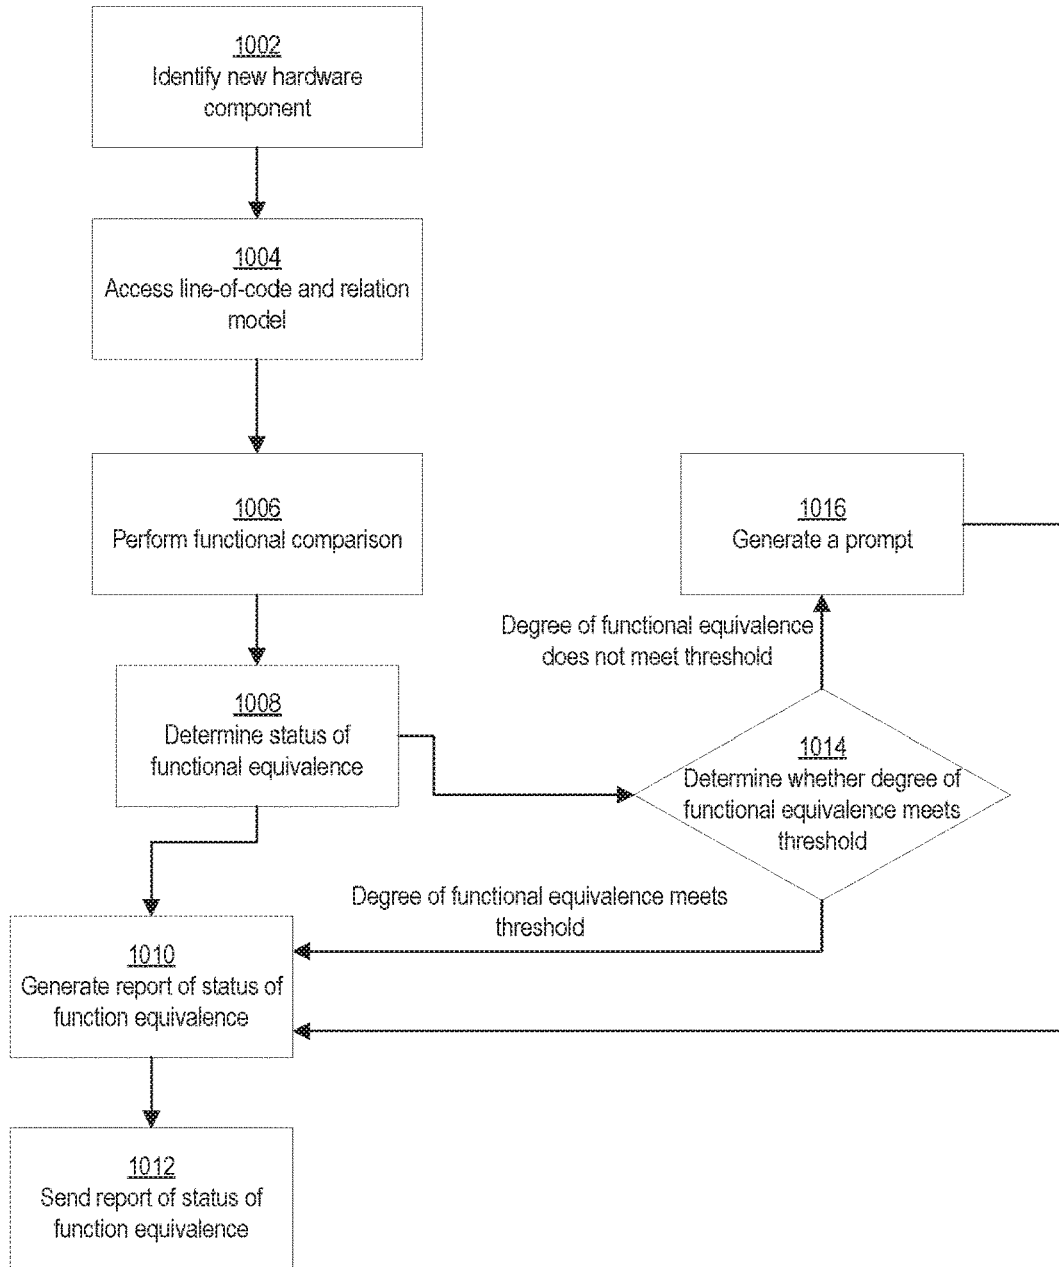 1002
Identify new hardware
component
1004
Access line-of-code and relation
model
1006
Perform functional comparison
1016
Generate a prompt
Degree of functional equivalence
does not meet threshold
1008
Determine status of
functional equivalence
1014
Determine whether degree of
functional equivalence meets
threshold
Degree of functional equivalence meets
threshold
1010
Generate report of status of
function equivalence
1012
Send report of status of
function equivalence